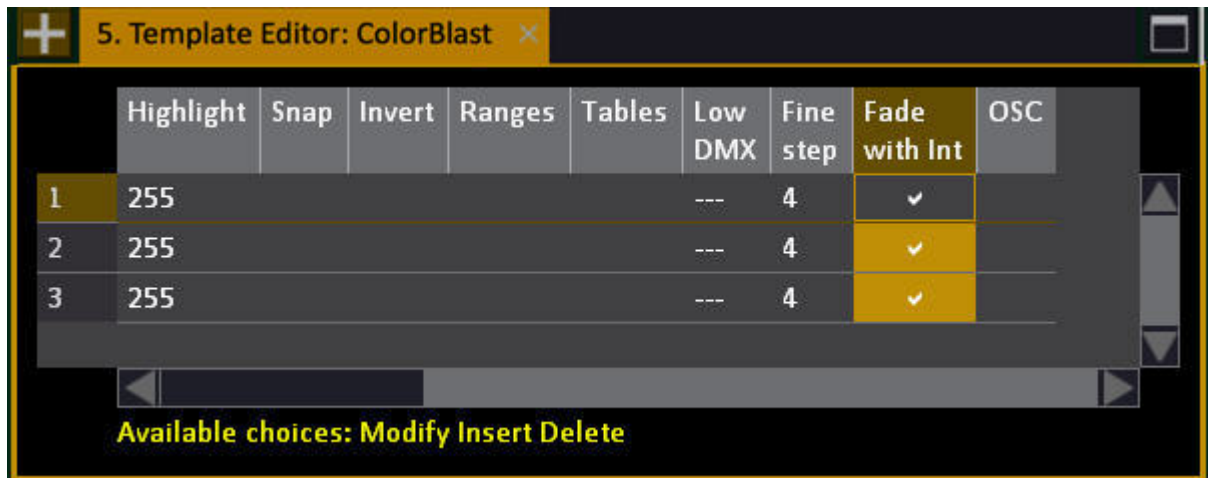 5. Template Editor: ColorBlast
Highlight Snap Invert Ranges Tables Low DMX Fine step Fade with Int OSC
1 255 --- 4
2 255 --- 4
3 255 --- 4
Available choices: Modify Insert Delete